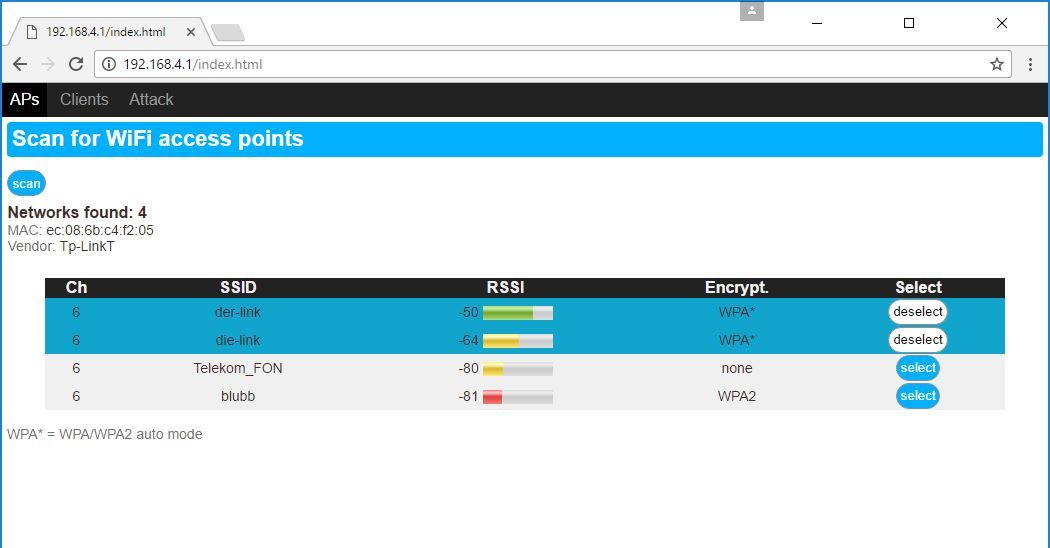 192.168.4.1/index.html
192.168.4.1/index.html
APs Clients Attack
Scan for WiFi access points
scan
Networks found: 4
MAC: ec:08:6b:c4:f2:05
Vendor: Tp-LinkT
Ch SSID RSSI Encrypt. Select
6 der-link -50 WPA* deselect
6 die-link -64 WPA* deselect
6 Telekom_FON -80 none select
6 blubb -81 WPA2 select
WPA* = WPA/WPA2 auto mode